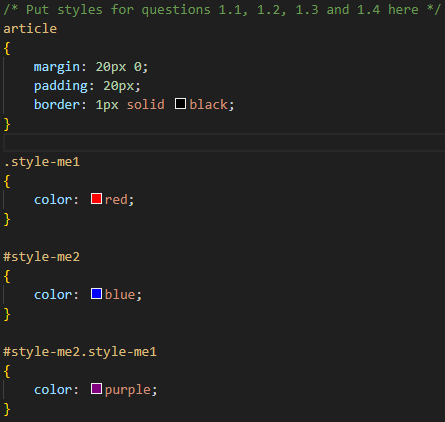 /* Put styles for questions 1.1, 1.2, 1.3 and 1.4 here */
article
{
    margin: 20px 0;
    padding: 20px;
    border: 1px solid black;
}

.style-me1
{
    color: red;
}

#style-me2
{
    color: blue;
}

#style-me2.style-me1
{
    color: purple;
}